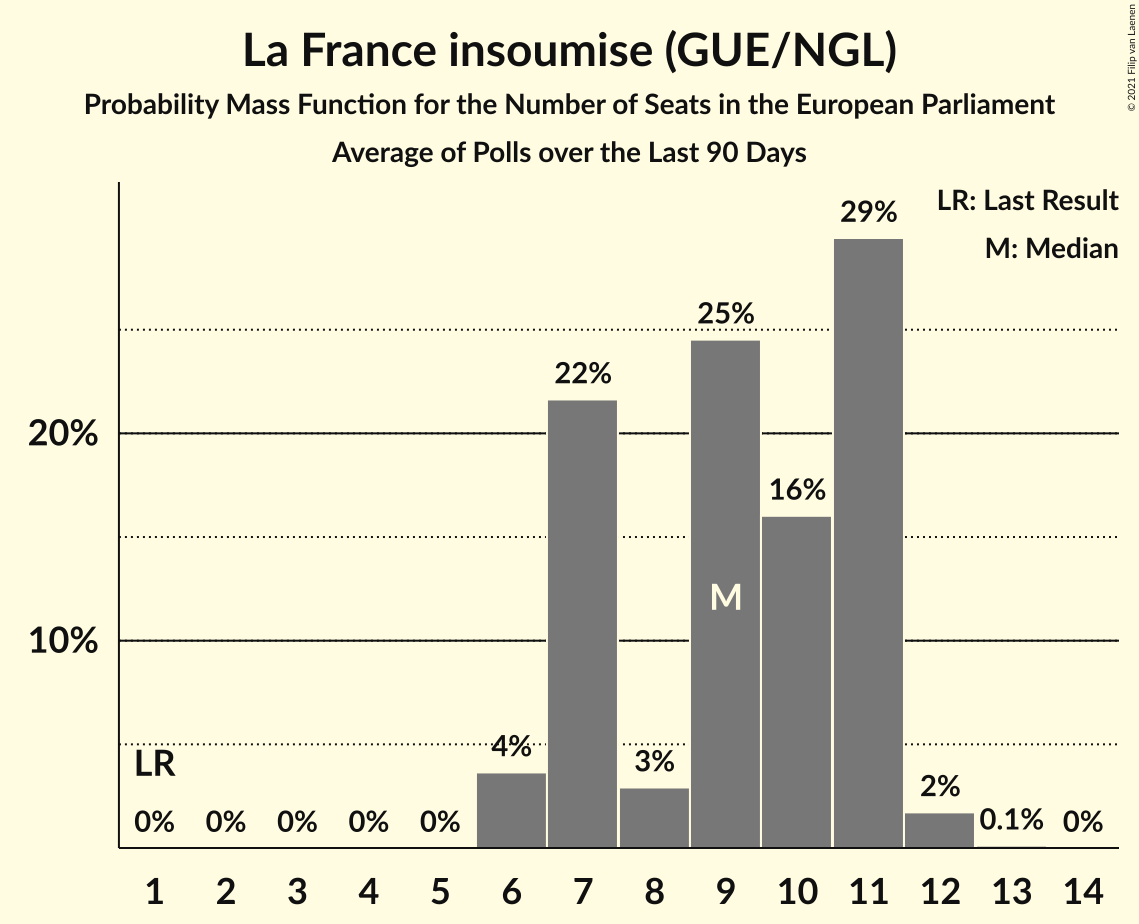 La France insoumise (GUE/NGL)
Probability Mass Function for the Number of Seats in the European Parliament
Average of Polls over the Last 90 Days
© 2021 Filip van Laenen
LR: Last Result
M: Median
29%
25%
22%
20%
16%
M
10%
LR
4%
3%
2%
0% 0% 0% 0% 0% 0.1% 0%
1 2 3 4 5 6 7 8 9 10 11 12 13 14